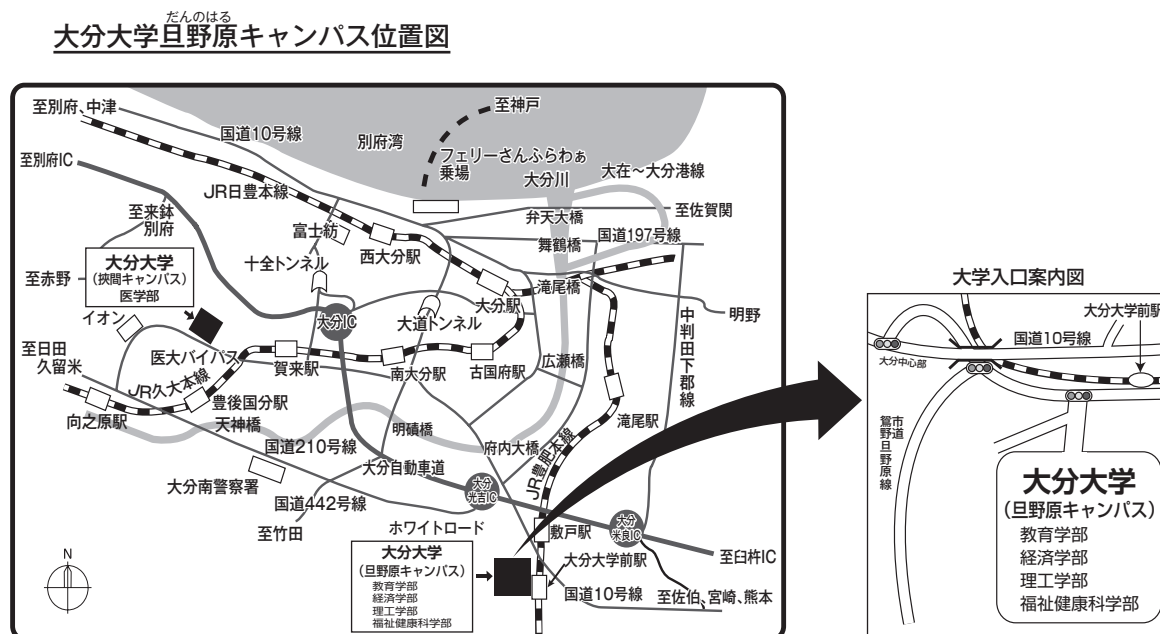 だんのはる
大分大学旦野原キャンパス位置図
至別府、中津
国道10号線
別府湾
至神戸
フェリーさんふらわぁ
乗場
大分川
大在～大分港線
至別府IC
JR日豊本線
至来鉢
別府
富士紡
西大分駅
弁天大橋
至佐賀関
舞鶴橋
国道197号線
大分大学
(挾間キャンパス)
医学部
至赤野
十全トンネル
大分駅
滝尾橋
イオン
大分IC
大道トンネル
明野
至日田
久留米
医大バイパス
賀来駅
南大分駅
古国府駅
広瀬橋
中判田下郡線
JR久大本線
豊後国分駅
向之原駅
天神橋
明磧橋
府内大橋
滝尾駅
国道210号線
JR豊肥本線
大分自動車道
大分南警察署
国道442号線
大分
光吉IC
至竹田
ホワイトロード
敷戸駅
大分
米良IC
大分大学
(旦野原キャンパス)
教育学部
経済学部
理工学部
福祉健康科学部
大分大学前駅
至臼杵IC
国道10号線
至佐伯、宮崎、熊本
N
大学入口案内図
大分大学前駅
国道10号線
大分中心部
市道
鴛野旦野原線
大分大学
(旦野原キャンパス)
教育学部
経済学部
理工学部
福祉健康科学部